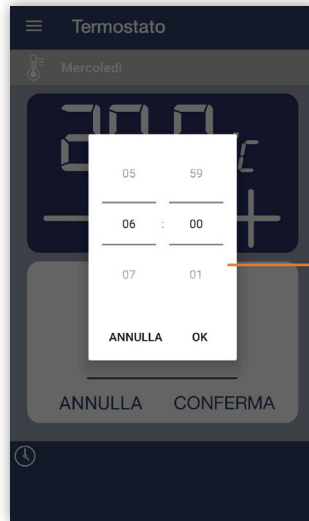 Termostato
Mercoledì
20.0 °C
05 59
06 : 00
07 01
ANNULLA OK
ANNULLA CONFERMA